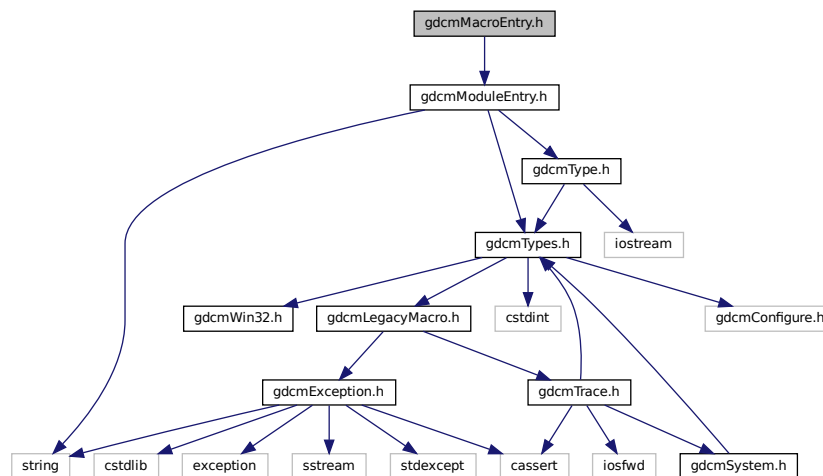 gdcmMacroEntry.h
gdcmModuleEntry.h
gdcmType.h
gdcmTypes.h
iostream
gdcmWin32.h
gdcmLegacyMacro.h
cstdint
gdcmConfigure.h
gdcmException.h
gdcmTrace.h
string
cstdlib
exception
sstream
stdexcept
cassert
iosfwd
gdcmSystem.h